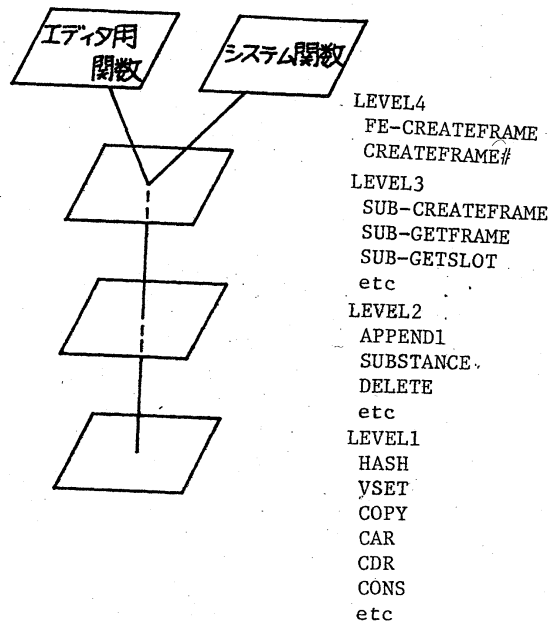 エディタ用
関数
システム関数
LEVEL4
FE-CREATEFRAME
CREATEFRAME#
LEVEL3
SUB-CREATEFRAME
SUB-GETFRAME
SUB-GETSLOT
etc
LEVEL2
APPEND1
SUBSTANCE
DELETE
etc
LEVEL1
HASH
VSET
COPY
CAR
CDR
CONS
etc